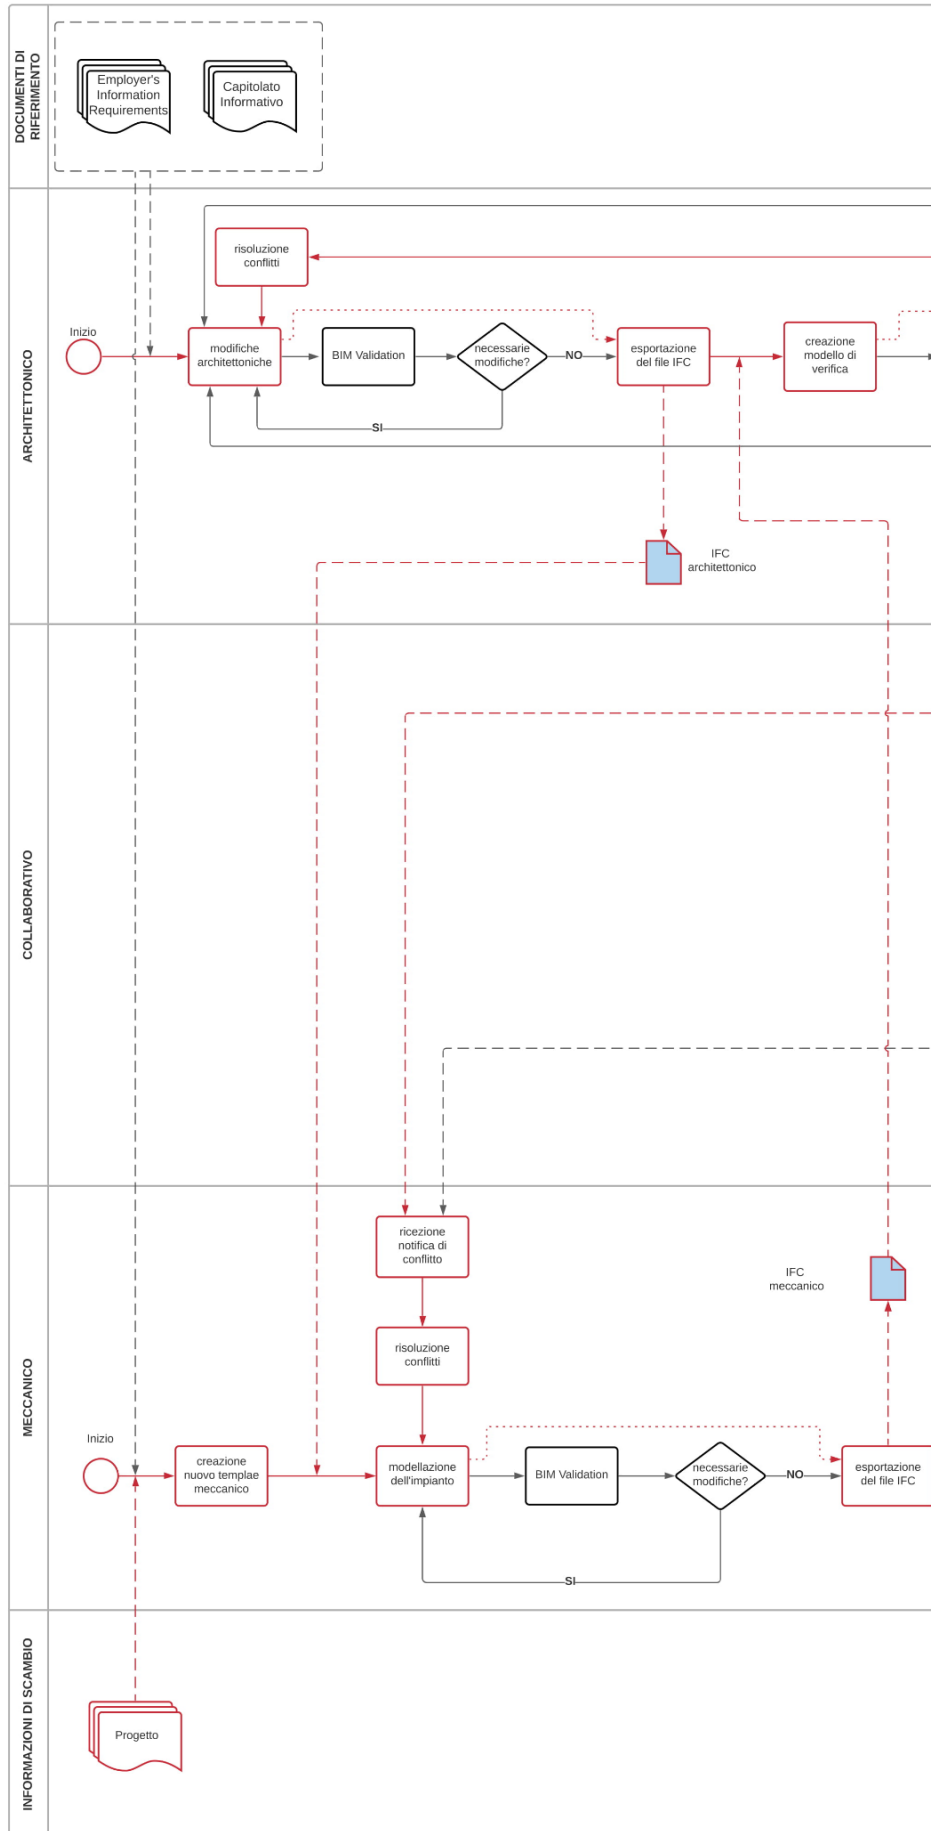 DOCUMENTI DI
RIFERIMENTO
Employer's
Information
Requirements
Capitolato
Informativo
ARCHITETTONICO
risoluzione
conflitti
Inizio
modifiche
architettoniche
BIM Validation
necessarie
modifiche?
NO
esportazione
del file IFC
creazione
modello di
verifica
SI
IFC
architettonico
COLLABORATIVO
MECCANICO
ricezione
notifica di
conflitto
IFC
meccanico
risoluzione
conflitti
Inizio
creazione
nuovo templae
meccanico
modellazione
dell'impianto
BIM Validation
necessarie
modifiche?
NO
esportazione
del file IFC
SI
INFORMAZIONI DI SCAMBIO
Progetto